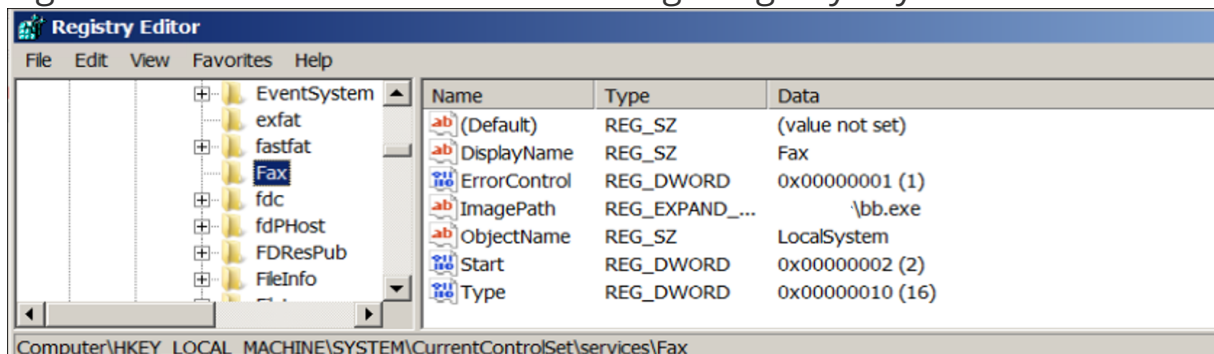 Registry Editor
File Edit View Favorites Help
EventSystem
exfat
fastfat
Fax
fdc
fdPHost
FDResPub
FileInfo
Name Type Data
(Default) REG_SZ (value not set)
DisplayName REG_SZ Fax
ErrorControl REG_DWORD 0x00000001 (1)
ImagePath REG_EXPAND_... \bb.exe
ObjectName REG_SZ LocalSystem
Start REG_DWORD 0x00000002 (2)
Type REG_DWORD 0x00000010 (16)
Computer\HKEY_LOCAL_MACHINE\SYSTEM\CurrentControlSet\services\Fax